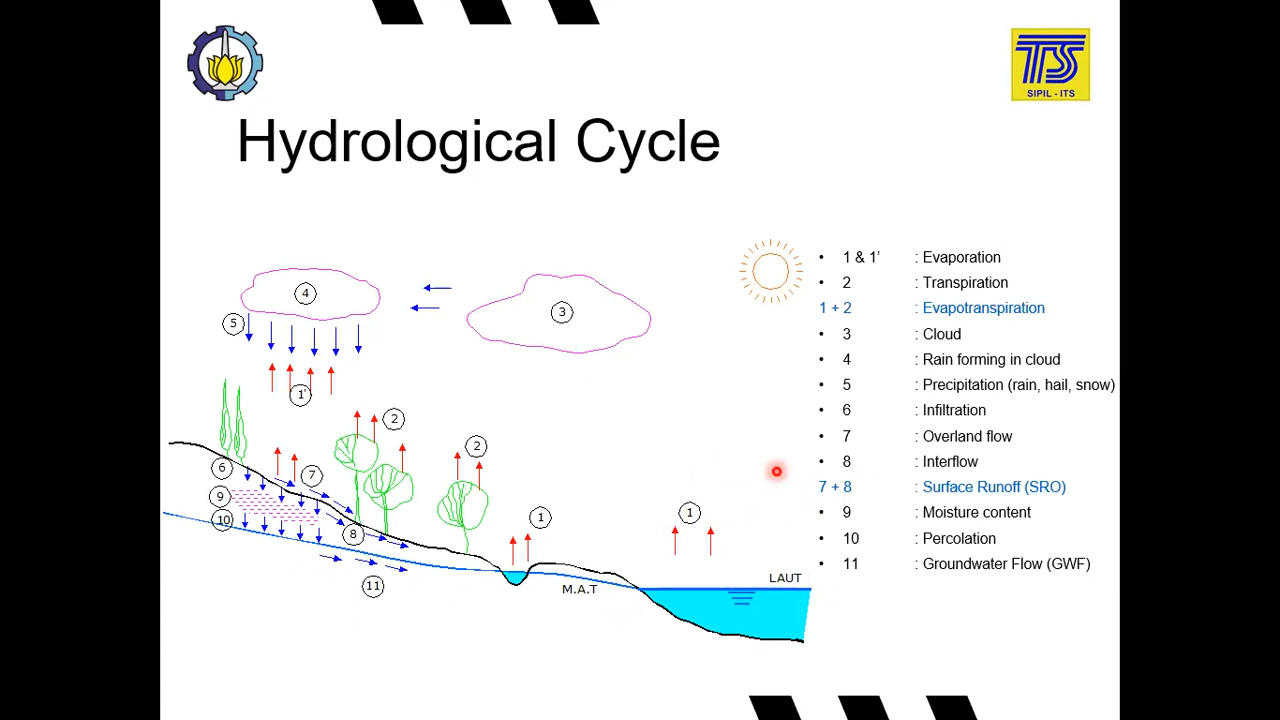 ITS
SIPIL - ITS
Hydrological Cycle
• 1 & 1’ : Evaporation
• 2 : Transpiration
1 + 2 : Evapotranspiration
• 3 : Cloud
• 4 : Rain forming in cloud
• 5 : Precipitation (rain, hail, snow)
• 6 : Infiltration
• 7 : Overland flow
• 8 : Interflow
7 + 8 : Surface Runoff (SRO)
• 9 : Moisture content
• 10 : Percolation
• 11 : Groundwater Flow (GWF)
4
3
5
1'
2
2
6
7
9
10
8
1
1
11
LAUT
M.A.T